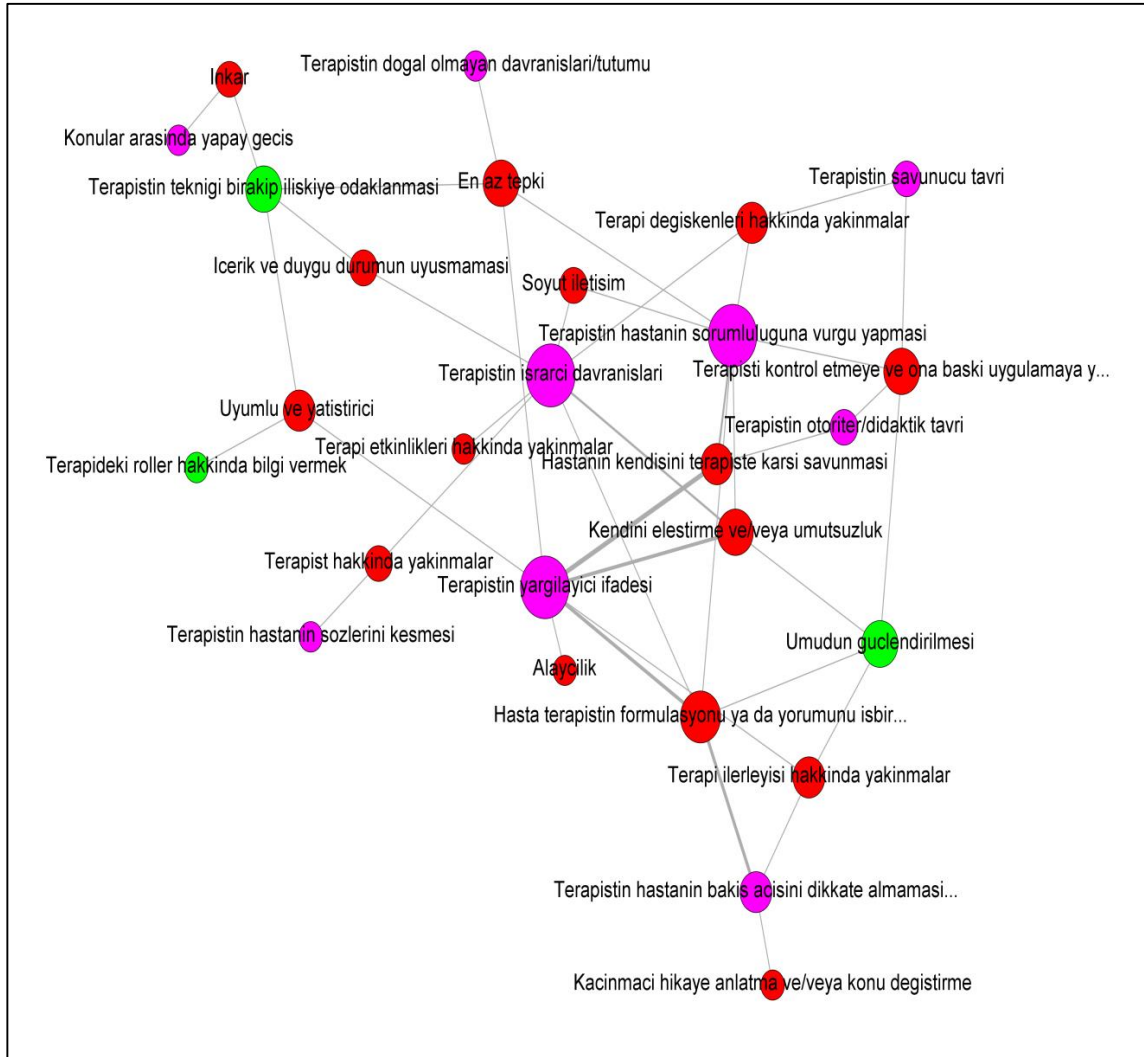 Terapistin dogal olmayan davranislari/tutumu
Inkar
Konular arasinda yapay gecis
Terapistin teknigi birakip iliskiye odaklanmasi
En az tepki
Terapistin savunucu tavri
Terapi degiskenleri hakkinda yakinmalar
Icerik ve duygu durumun uyusmamasi
Soyut iletisim
Terapistin hastanin sorumluluguna vurgu yapmasi
Terapistin israrci davranislari
Terapisti kontrol etmeye ve ona baski uygulamaya y...
Uyumlu ve yatistirici
Terapistin otoriter/didaktik tavri
Terapi etkinlikleri hakkinda yakinmalar
Hastanin kendisini terapiste karsi savunmasi
Terapideki roller hakkinda bilgi vermek
Kendini elestirme ve/veya umutsuzluk
Terapist hakkinda yakinmalar
Terapistin yargilayici ifadesi
Terapistin hastanin sozlerini kesmesi
Umudun guclendirilmesi
Alaycilik
Hasta terapistin formulasyonu ya da yorumunu isbir...
Terapi ilerleyisi hakkinda yakinmalar
Terapistin hastanin bakis acisini dikkate almamasi...
Kacinmaci hikaye anlatma ve/veya konu degistirme